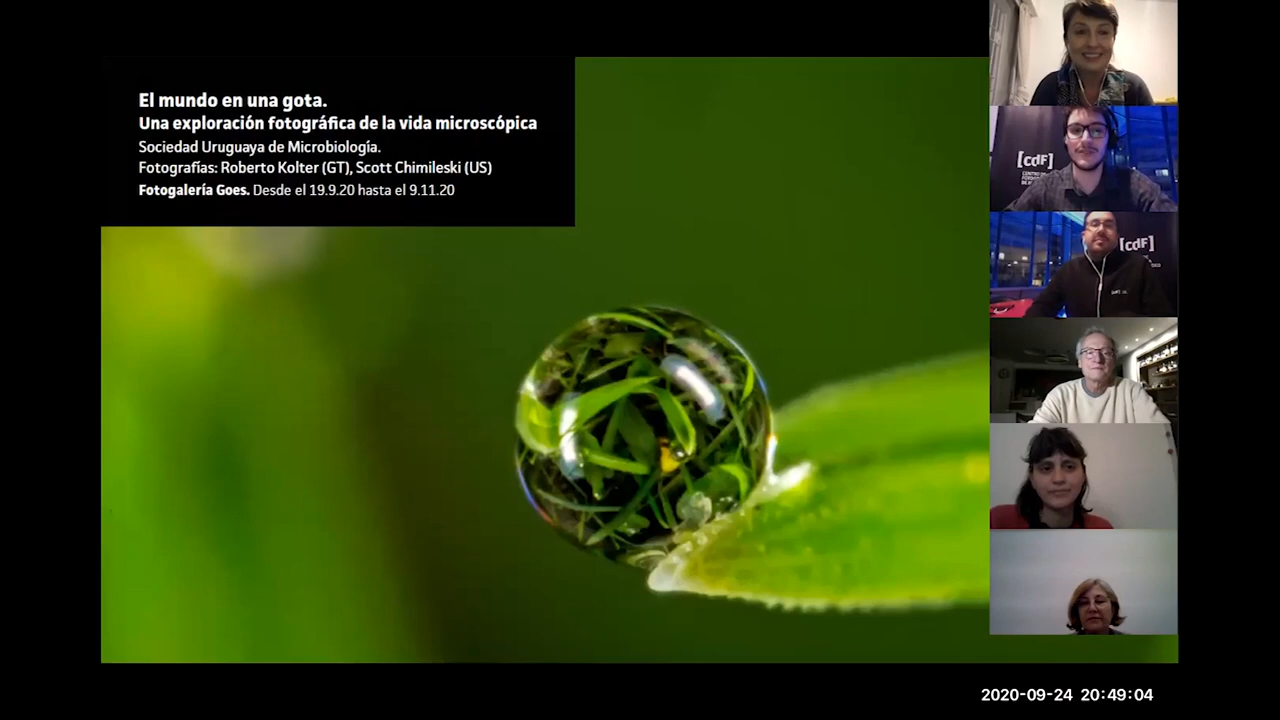 El mundo en una gota.
Una exploración fotográfica de la vida microscópica
Sociedad Uruguaya de Microbiología.
Fotografías: Roberto Kolter (GT), Scott Chimileski (US)
Fotogalería Goes. Desde el 19.9.20 hasta el 9.11.20
[CdF]
CENTRO DE
[CdF]
2020-09-24 20:49:04